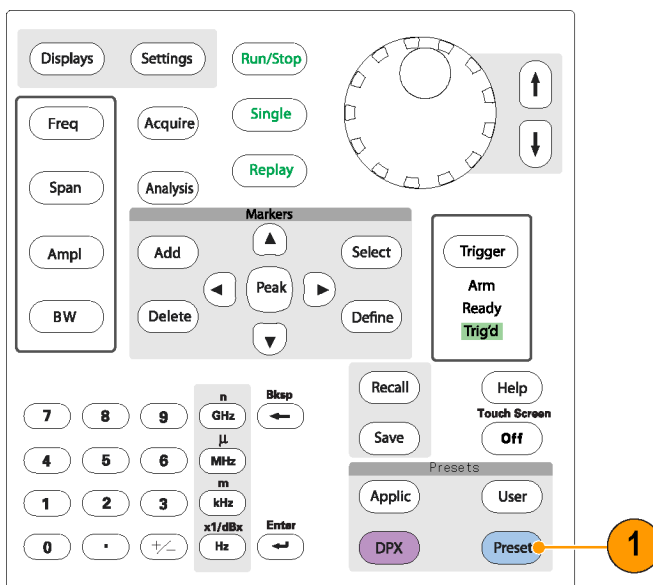 Displays Settings Run/Stop
Freq Acquire Single
Span Analysis Replay
Markers
Ampl Add Select Trigger
Peak
Arm
BW Delete Define Ready
Trig'd
Recall Help
n Bksp
7 8 9 GHz Touch Screen
Save Off
µ
4 5 6 MHz
Presets
m
1 2 3 kHz Applic User
x1/dBx Enter
0 . +/- Hz DPX Preset 1